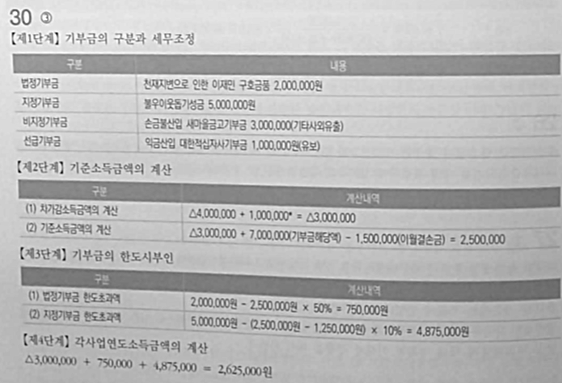 30 ③
【제1단계】 기부금의 구분과 세무조정
구분 내용
법정기부금 천재지변으로 인한 이재민 구호금품 2,000,000원
지정기부금 불우이웃돕기성금 5,000,000원
비지정기부금 손금불산입 새마을금고기부금 3,000,000(기타사외유출)
선급기부금 익금산입 대한적십자사기부금 1,000,000원(유보)
【제2단계】 기준소득금액의 계산
구분 계산내역
(1) 차가감소득금액의 계산 △4,000,000 + 1,000,000* = △3,000,000
(2) 기준소득금액의 계산 △3,000,000 + 7,000,000(기부금해당액) - 1,500,000(이월결손금) = 2,500,000
【제3단계】 기부금의 한도시부인
구분 계산내역
(1) 법정기부금 한도초과액 2,000,000원 - 2,500,000원 × 50% = 750,000원
(2) 지정기부금 한도초과액 5,000,000원 - (2,500,000원 - 1,250,000원) × 10% = 4,875,000원
【제4단계】 각사업연도소득금액의 계산
△3,000,000 + 750,000 + 4,875,000 = 2,625,000원